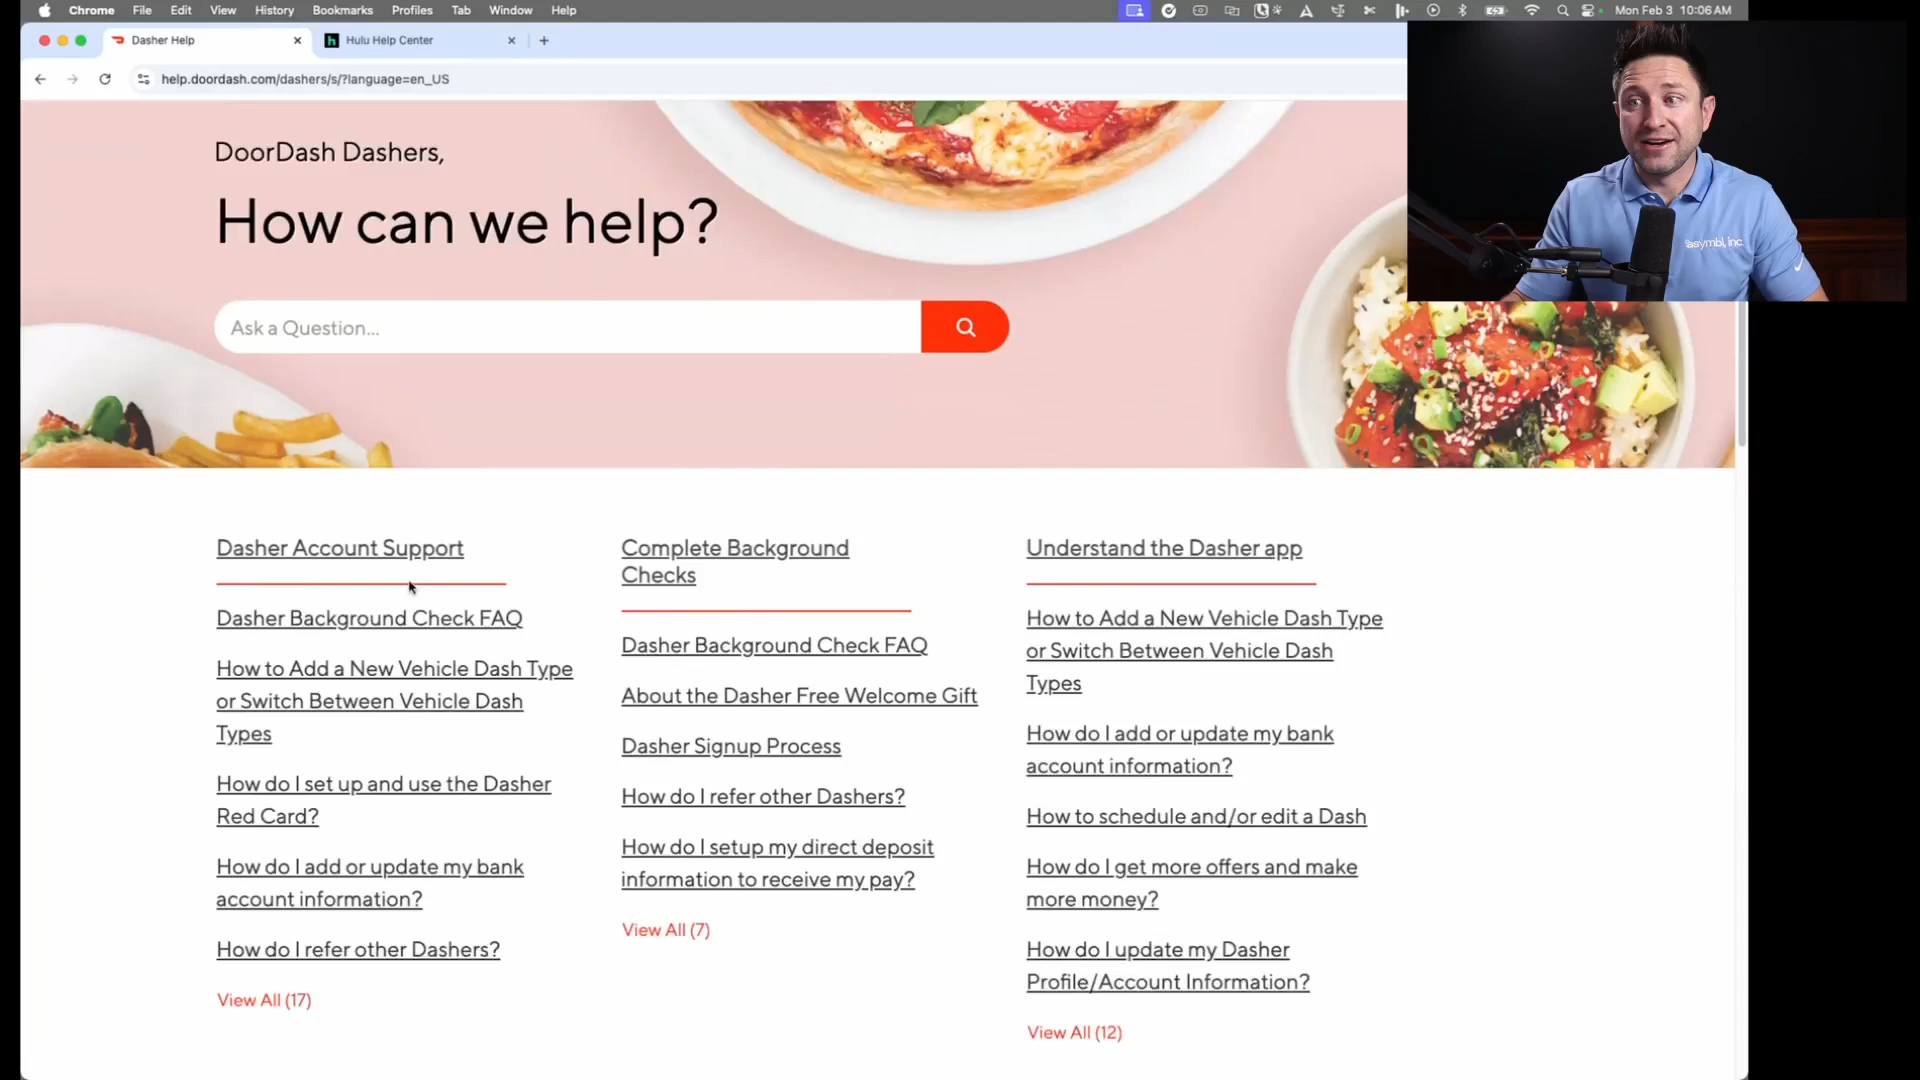 Chrome File Edit View History Bookmarks Profiles Tab Window Help Mon Feb 3 10:06 AM
Dasher Help
Hulu Help Center
help.doordash.com/dashers/s/?language=en_US
asymbl, inc.
DoorDash Dashers,
How can we help?
Ask a Question...
Dasher Account Support
Dasher Background Check FAQ
How to Add a New Vehicle Dash Type
or Switch Between Vehicle Dash
Types
How do I set up and use the Dasher
Red Card?
How do I add or update my bank
account information?
How do I refer other Dashers?
View All (17)
Complete Background
Checks
Dasher Background Check FAQ
About the Dasher Free Welcome Gift
Dasher Signup Process
How do I refer other Dashers?
How do I setup my direct deposit
information to receive my pay?
View All (7)
Understand the Dasher app
How to Add a New Vehicle Dash Type
or Switch Between Vehicle Dash
Types
How do I add or update my bank
account information?
How to schedule and/or edit a Dash
How do I get more offers and make
more money?
How do I update my Dasher
Profile/Account Information?
View All (12)